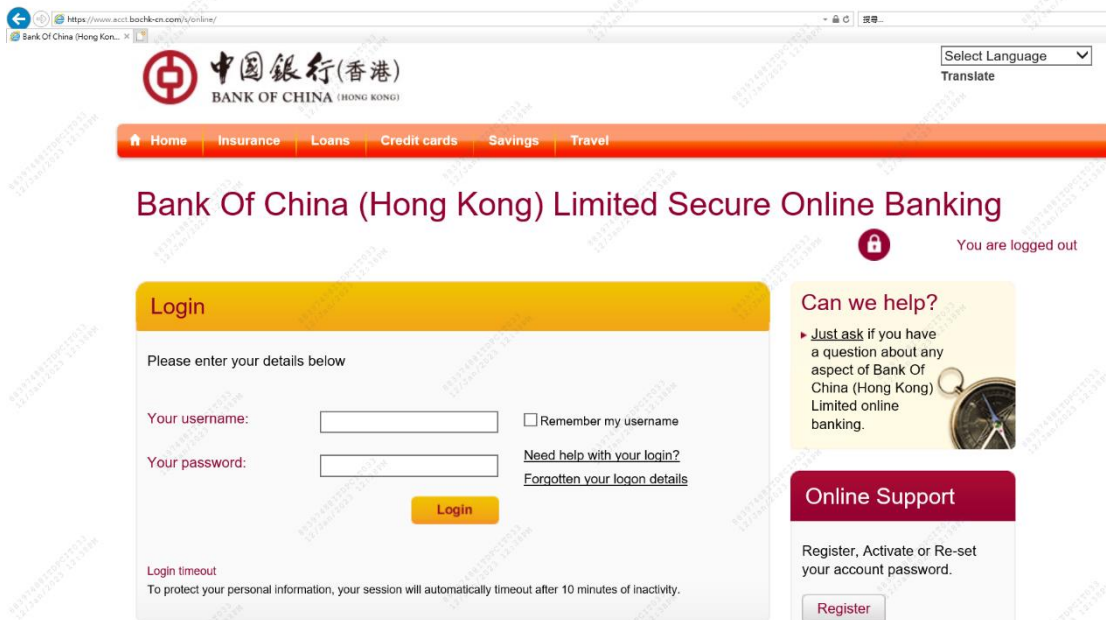 https://www.acct.bochk-cn.com/s/online/
搜尋...
Bank Of China (Hong Kon...
中國銀行(香港)
BANK OF CHINA (HONG KONG)
Select Language
Translate
Home Insurance Loans Credit cards Savings Travel
Bank Of China (Hong Kong) Limited Secure Online Banking
You are logged out
Login
Please enter your details below
Your username:
Remember my username
Your password:
Need help with your login?
Forgotten your logon details
Login
Login timeout
To protect your personal information, your session will automatically timeout after 10 minutes of inactivity.
Can we help?
Just ask if you have
a question about any
aspect of Bank Of
China (Hong Kong)
Limited online
banking.
Online Support
Register, Activate or Re-set
your account password.
Register